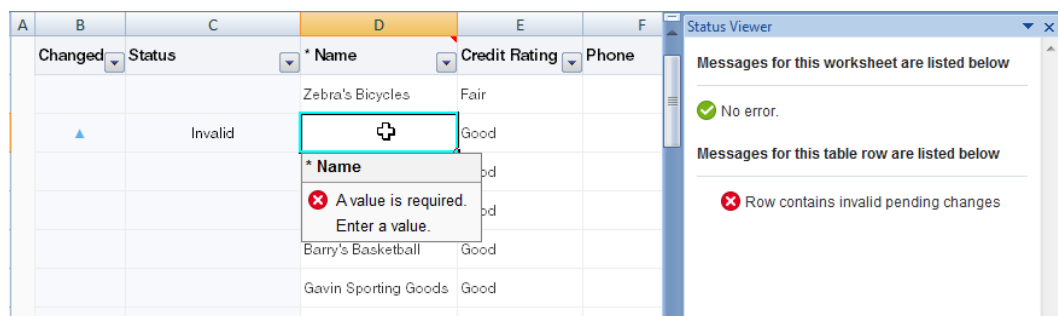 A B C D E F
Changed Status * Name Credit Rating Phone
Zebra's Bicycles Fair
Invalid Good
* Name
A value is required.
Enter a value.
Barry's Basketball Good
Gavin Sporting Goods Good
Status Viewer
Messages for this worksheet are listed below
No error.
Messages for this table row are listed below
Row contains invalid pending changes